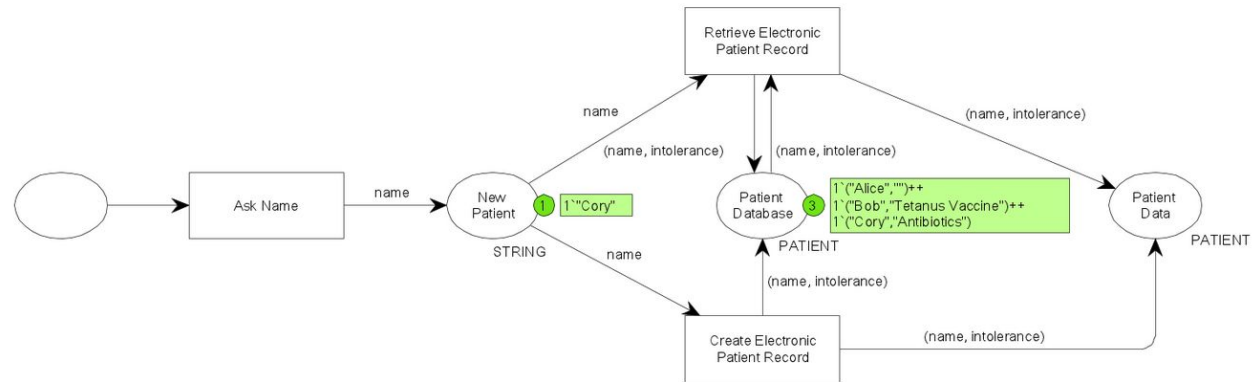 Retrieve Electronic
Patient Record
name
(name, intolerance)
(name, intolerance)
(name, intolerance)
Ask Name
name
New
Patient
1
1`"Cory"
STRING
Patient
Database
3
1`("Alice","")++
1`("Bob","Tetanus Vaccine")++
1`("Cory","Antibiotics")
PATIENT
Patient
Data
PATIENT
name
(name, intolerance)
Create Electronic
Patient Record
(name, intolerance)